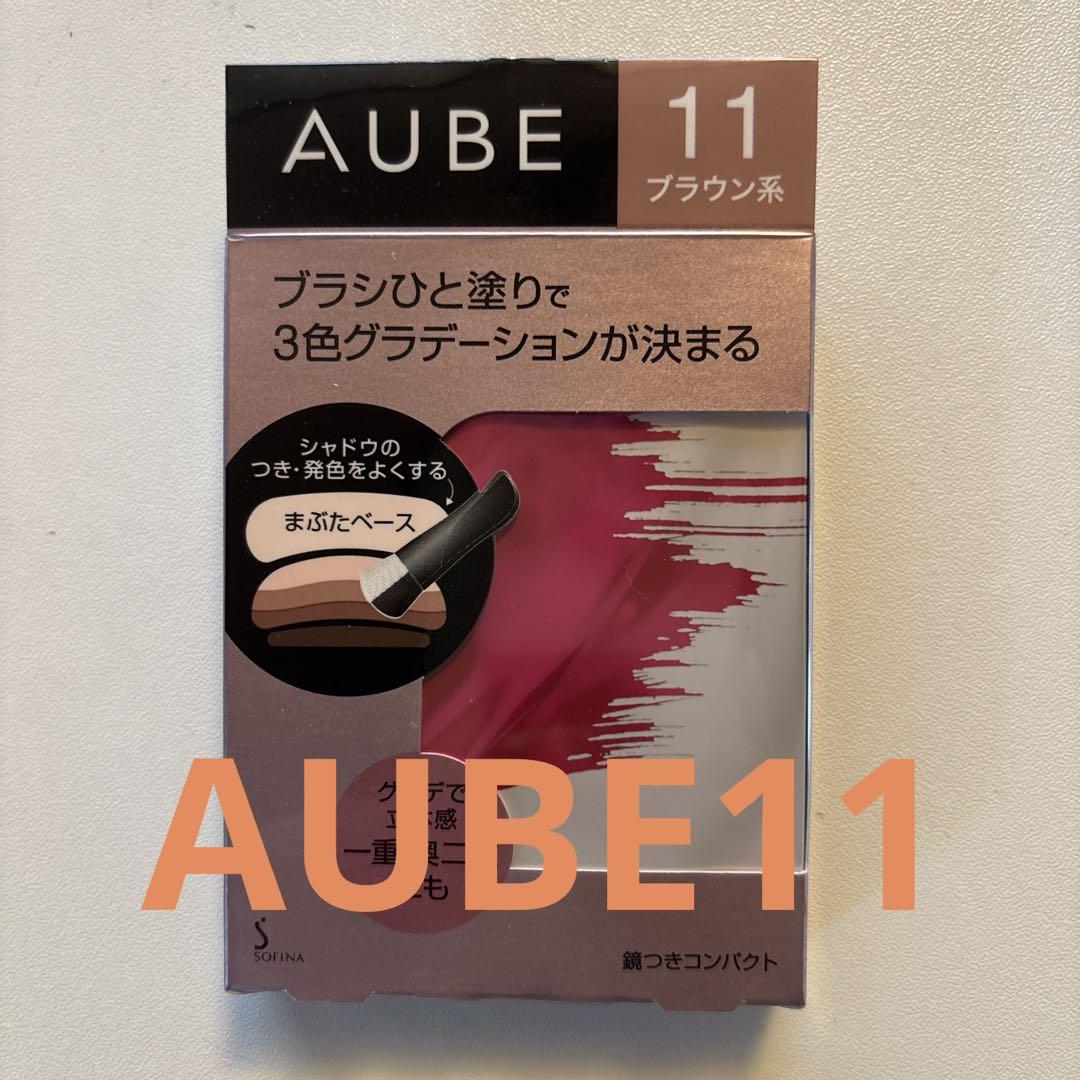 AUBE
11
ブラウン系
ブラシひと塗りで
3色グラデーションが決まる
シャドウの
つき・発色をよくする
まぶたベース
AUBE11
立体感
SOFINA
鏡つきコンパクト